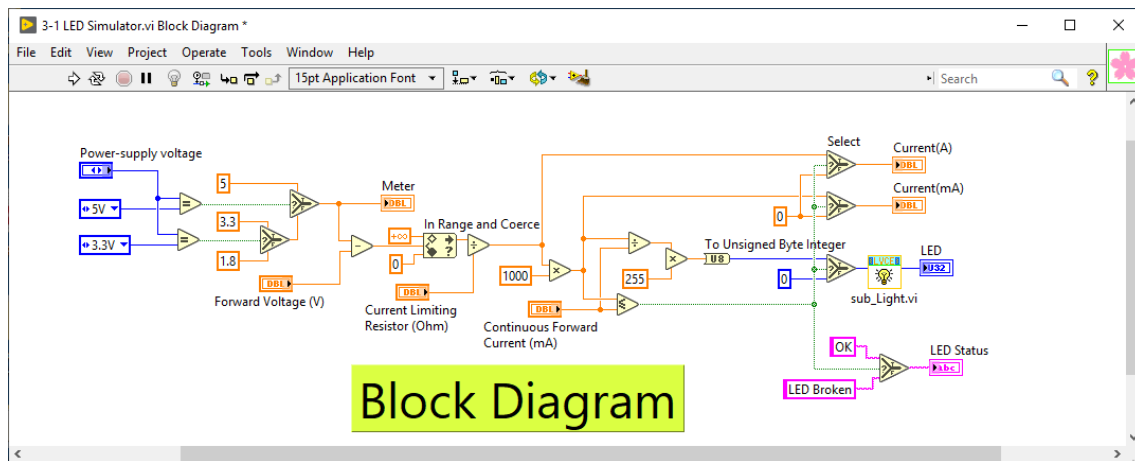 3-1 LED Simulator.vi Block Diagram *
File Edit View Project Operate Tools Window Help
15pt Application Font
Search
Power-supply voltage
5V
3.3V
5
3.3
1.8
Meter
DBL
DBL
Forward Voltage (V)
In Range and Coerce
+∞
0
DBL
Current Limiting
Resistor (Ohm)
1000
DBL
Continuous Forward
Current (mA)
255
To Unsigned Byte Integer
U8
Select
Current(A)
DBL
Current(mA)
DBL
0
0
LVCE
sub_Light.vi
LED
U32
OK
LED Broken
LED Status
abc
Block Diagram